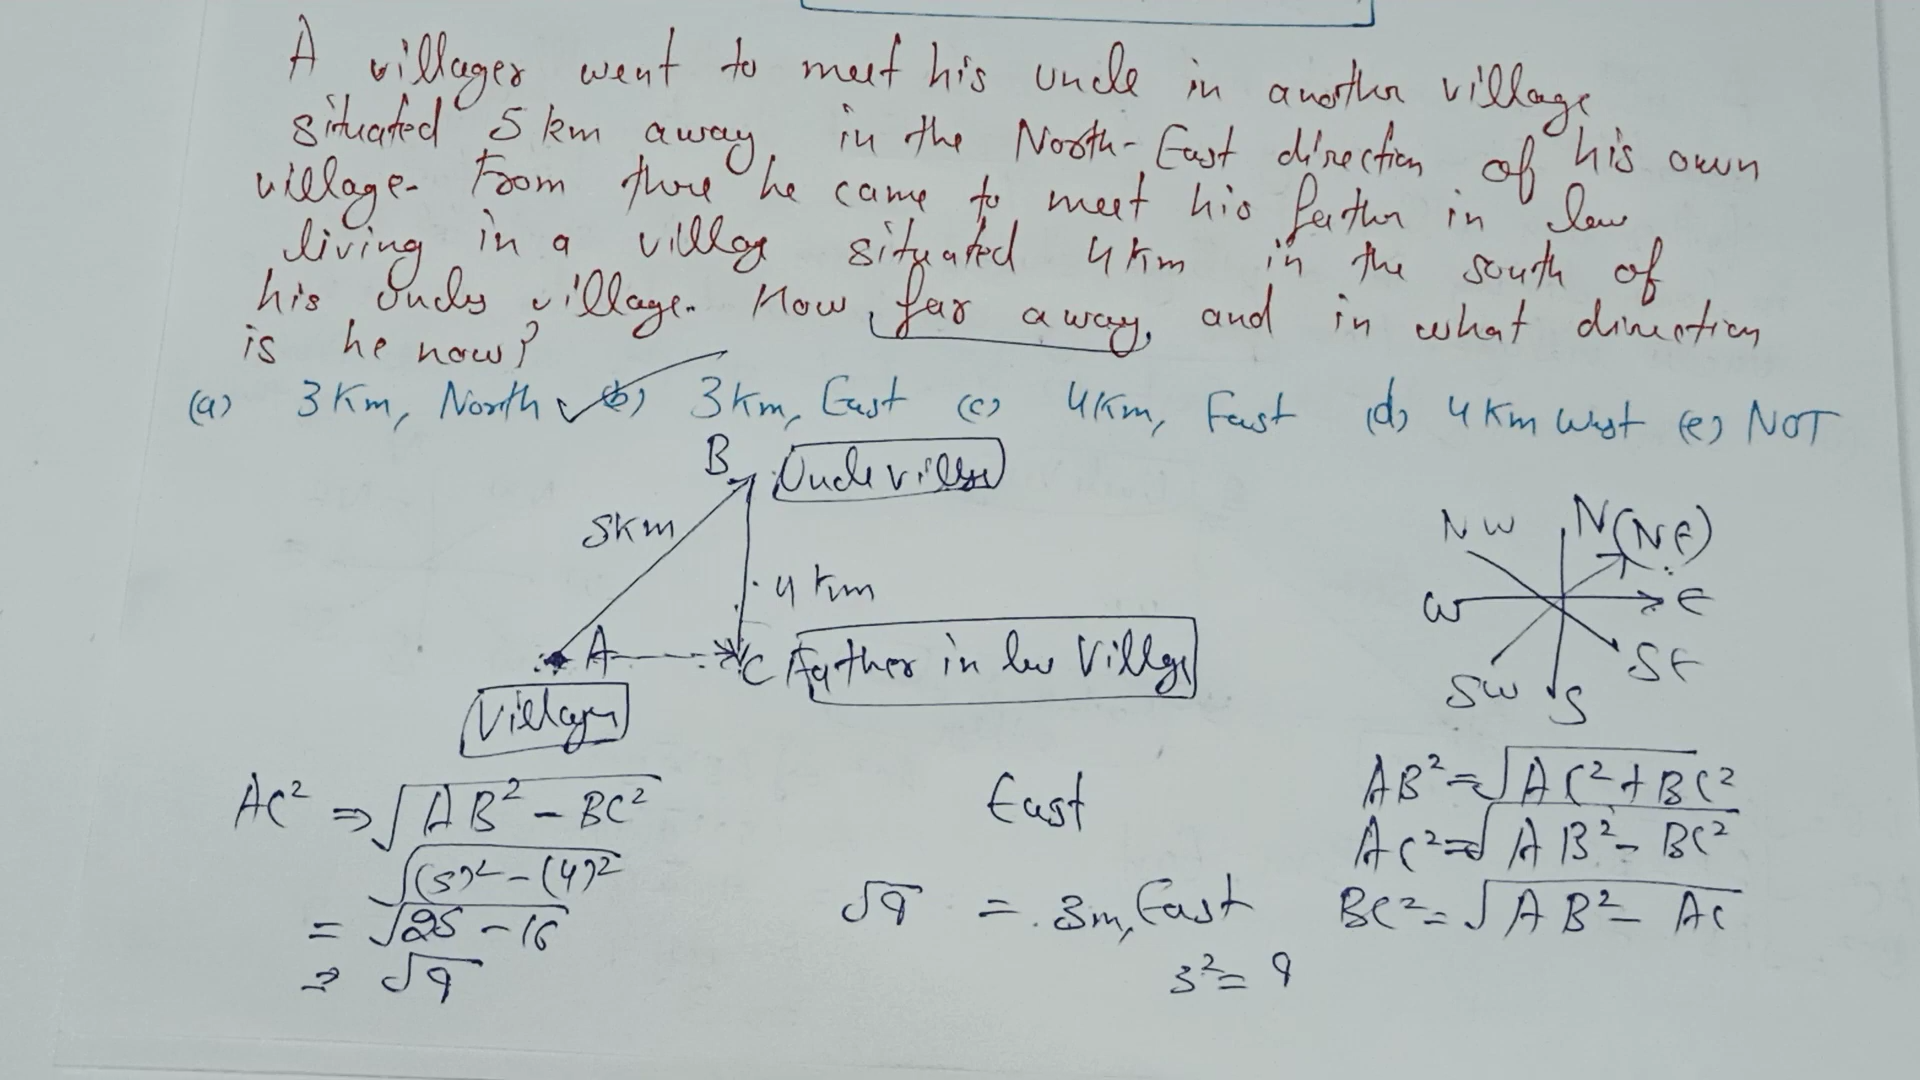 A villager went to meet his uncle in another village
situated 5 km away in the North-East direction of his own
village. From there he came to meet his father in law
living in a village situated 4 km in the south of
his uncles village. How far away, and in what direction
is he now?
(a) 3 Km, North (b) 3 Km, East (c) 4 Km, East (d) 4 Km West (e) NOT
B Uncle village
5km
4 km
A C Father in law Village
Villager
NW N (NE)
W E
SW S SE
AC² ⇒ √AB² - BC²
√(5)² - (4)²
= √25 - 16
⇒ √9
East
√9 = 3m, East
3² = 9
AB² = √AC² + BC²
AC² = √AB² - BC²
BC² = √AB² - AC